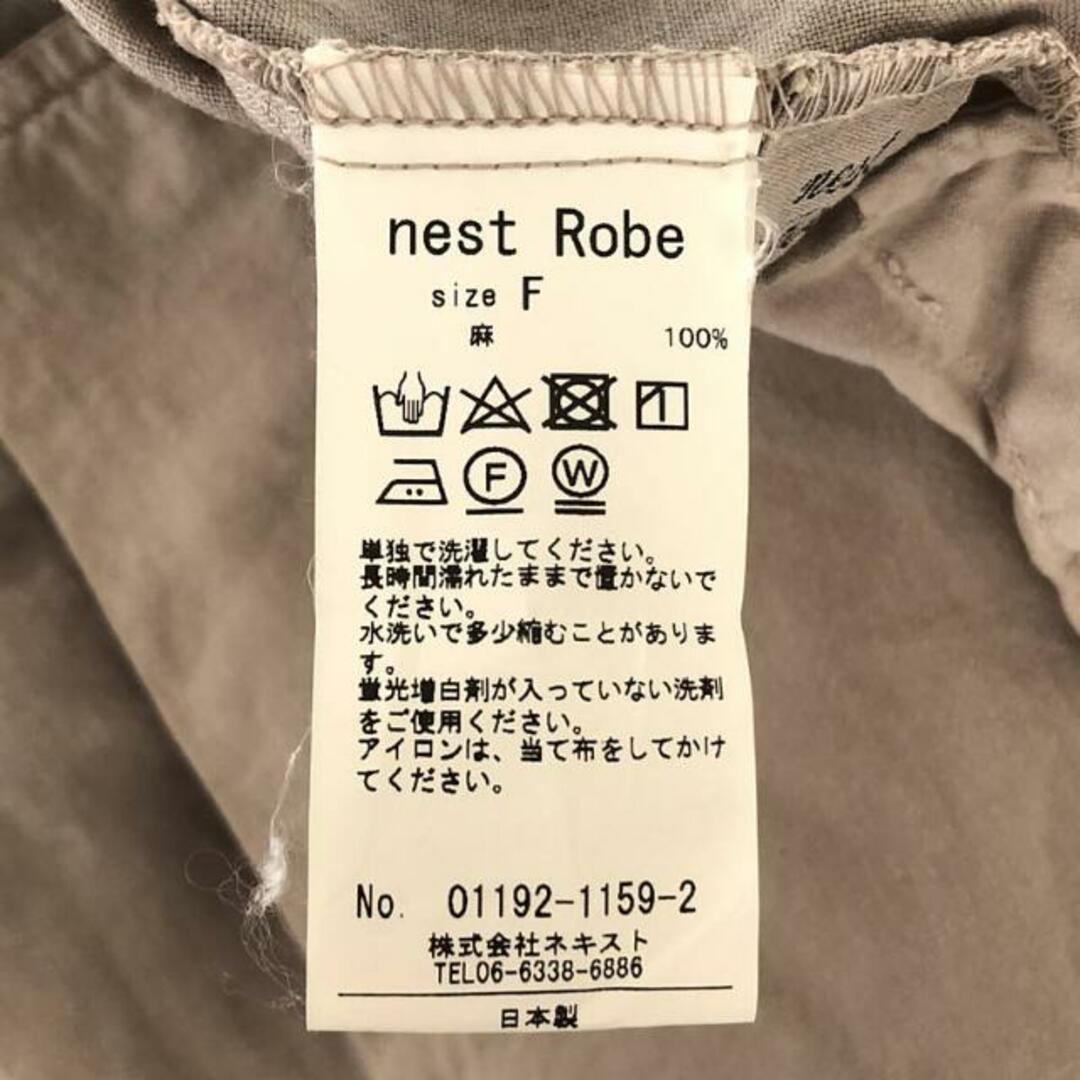 nest Robe
size F
麻 100%
F W
単独で洗濯してください。
長時間濡れたままで置かないで
ください。
水洗いで多少縮むことがありま
す。
蛍光増白剤が入っていない洗剤
をご使用ください。
アイロンは、当て布をしてかけ
てください。
No. 01192-1159-2
株式会社ネキスト
TEL06-6338-6886
日本製